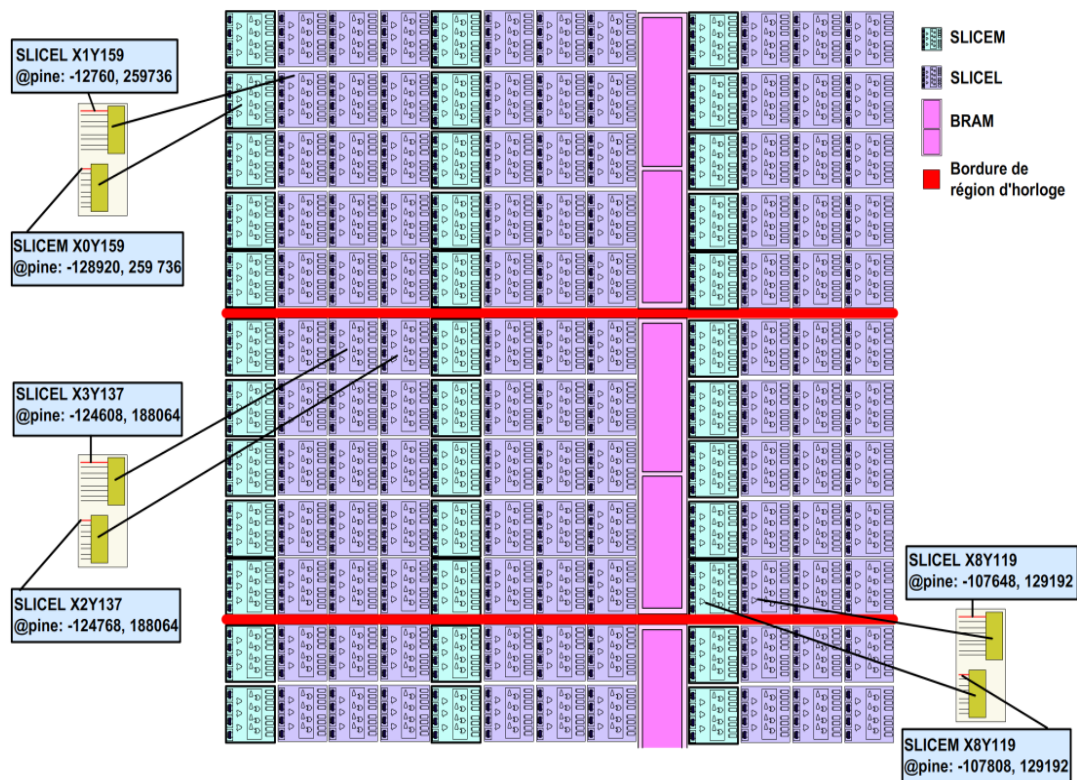 SLICEL X1Y159
@pine: -12760, 259736
SLICEM X0Y159
@pine: -128920, 259 736
SLICEL X3Y137
@pine: -124608, 188064
SLICEL X2Y137
@pine: -124768, 188064
SLICEM
SLICEL
BRAM
Bordure de
région d'horloge
SLICEL X8Y119
@pine: -107648, 129192
SLICEM X8Y119
@pine: -107808, 129192